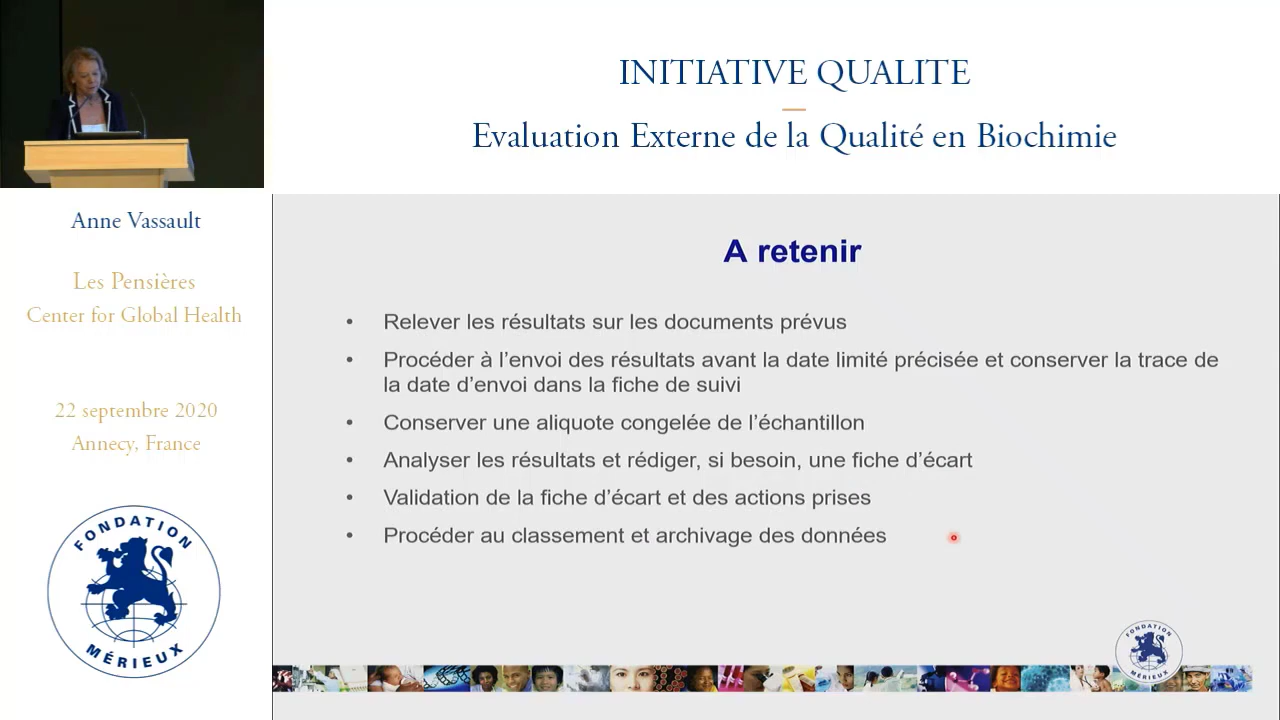 INITIATIVE QUALITE
Evaluation Externe de la Qualité en Biochimie
Anne Vassault
Les Pensières
Center for Global Health
22 septembre 2020
Annecy, France
FONDATION
MÉRIEUX
A retenir
• Relever les résultats sur les documents prévus
• Procéder à l’envoi des résultats avant la date limité précisée et conserver la trace de
la date d’envoi dans la fiche de suivi
• Conserver une aliquote congelée de l’échantillon
• Analyser les résultats et rédiger, si besoin, une fiche d’écart
• Validation de la fiche d’écart et des actions prises
• Procéder au classement et archivage des données
FONDATION
MÉRIEUX